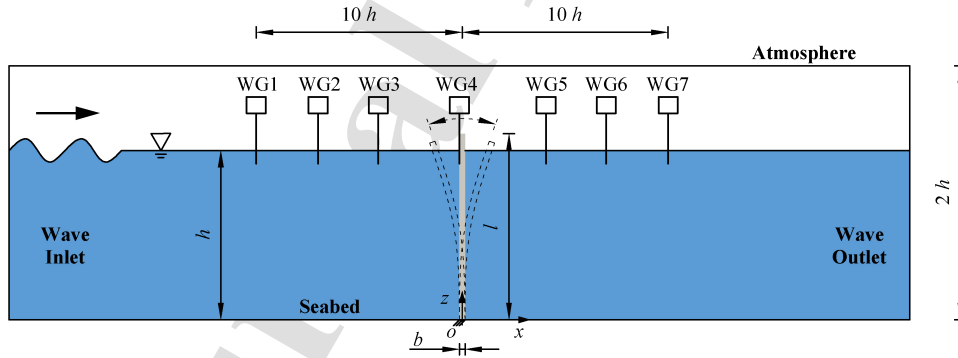 10 h
10 h
Atmosphere
WG1
WG2
WG3
WG4
WG5
WG6
WG7
2 h
h
l
Wave
Inlet
Wave
Outlet
Seabed
z
o
x
b